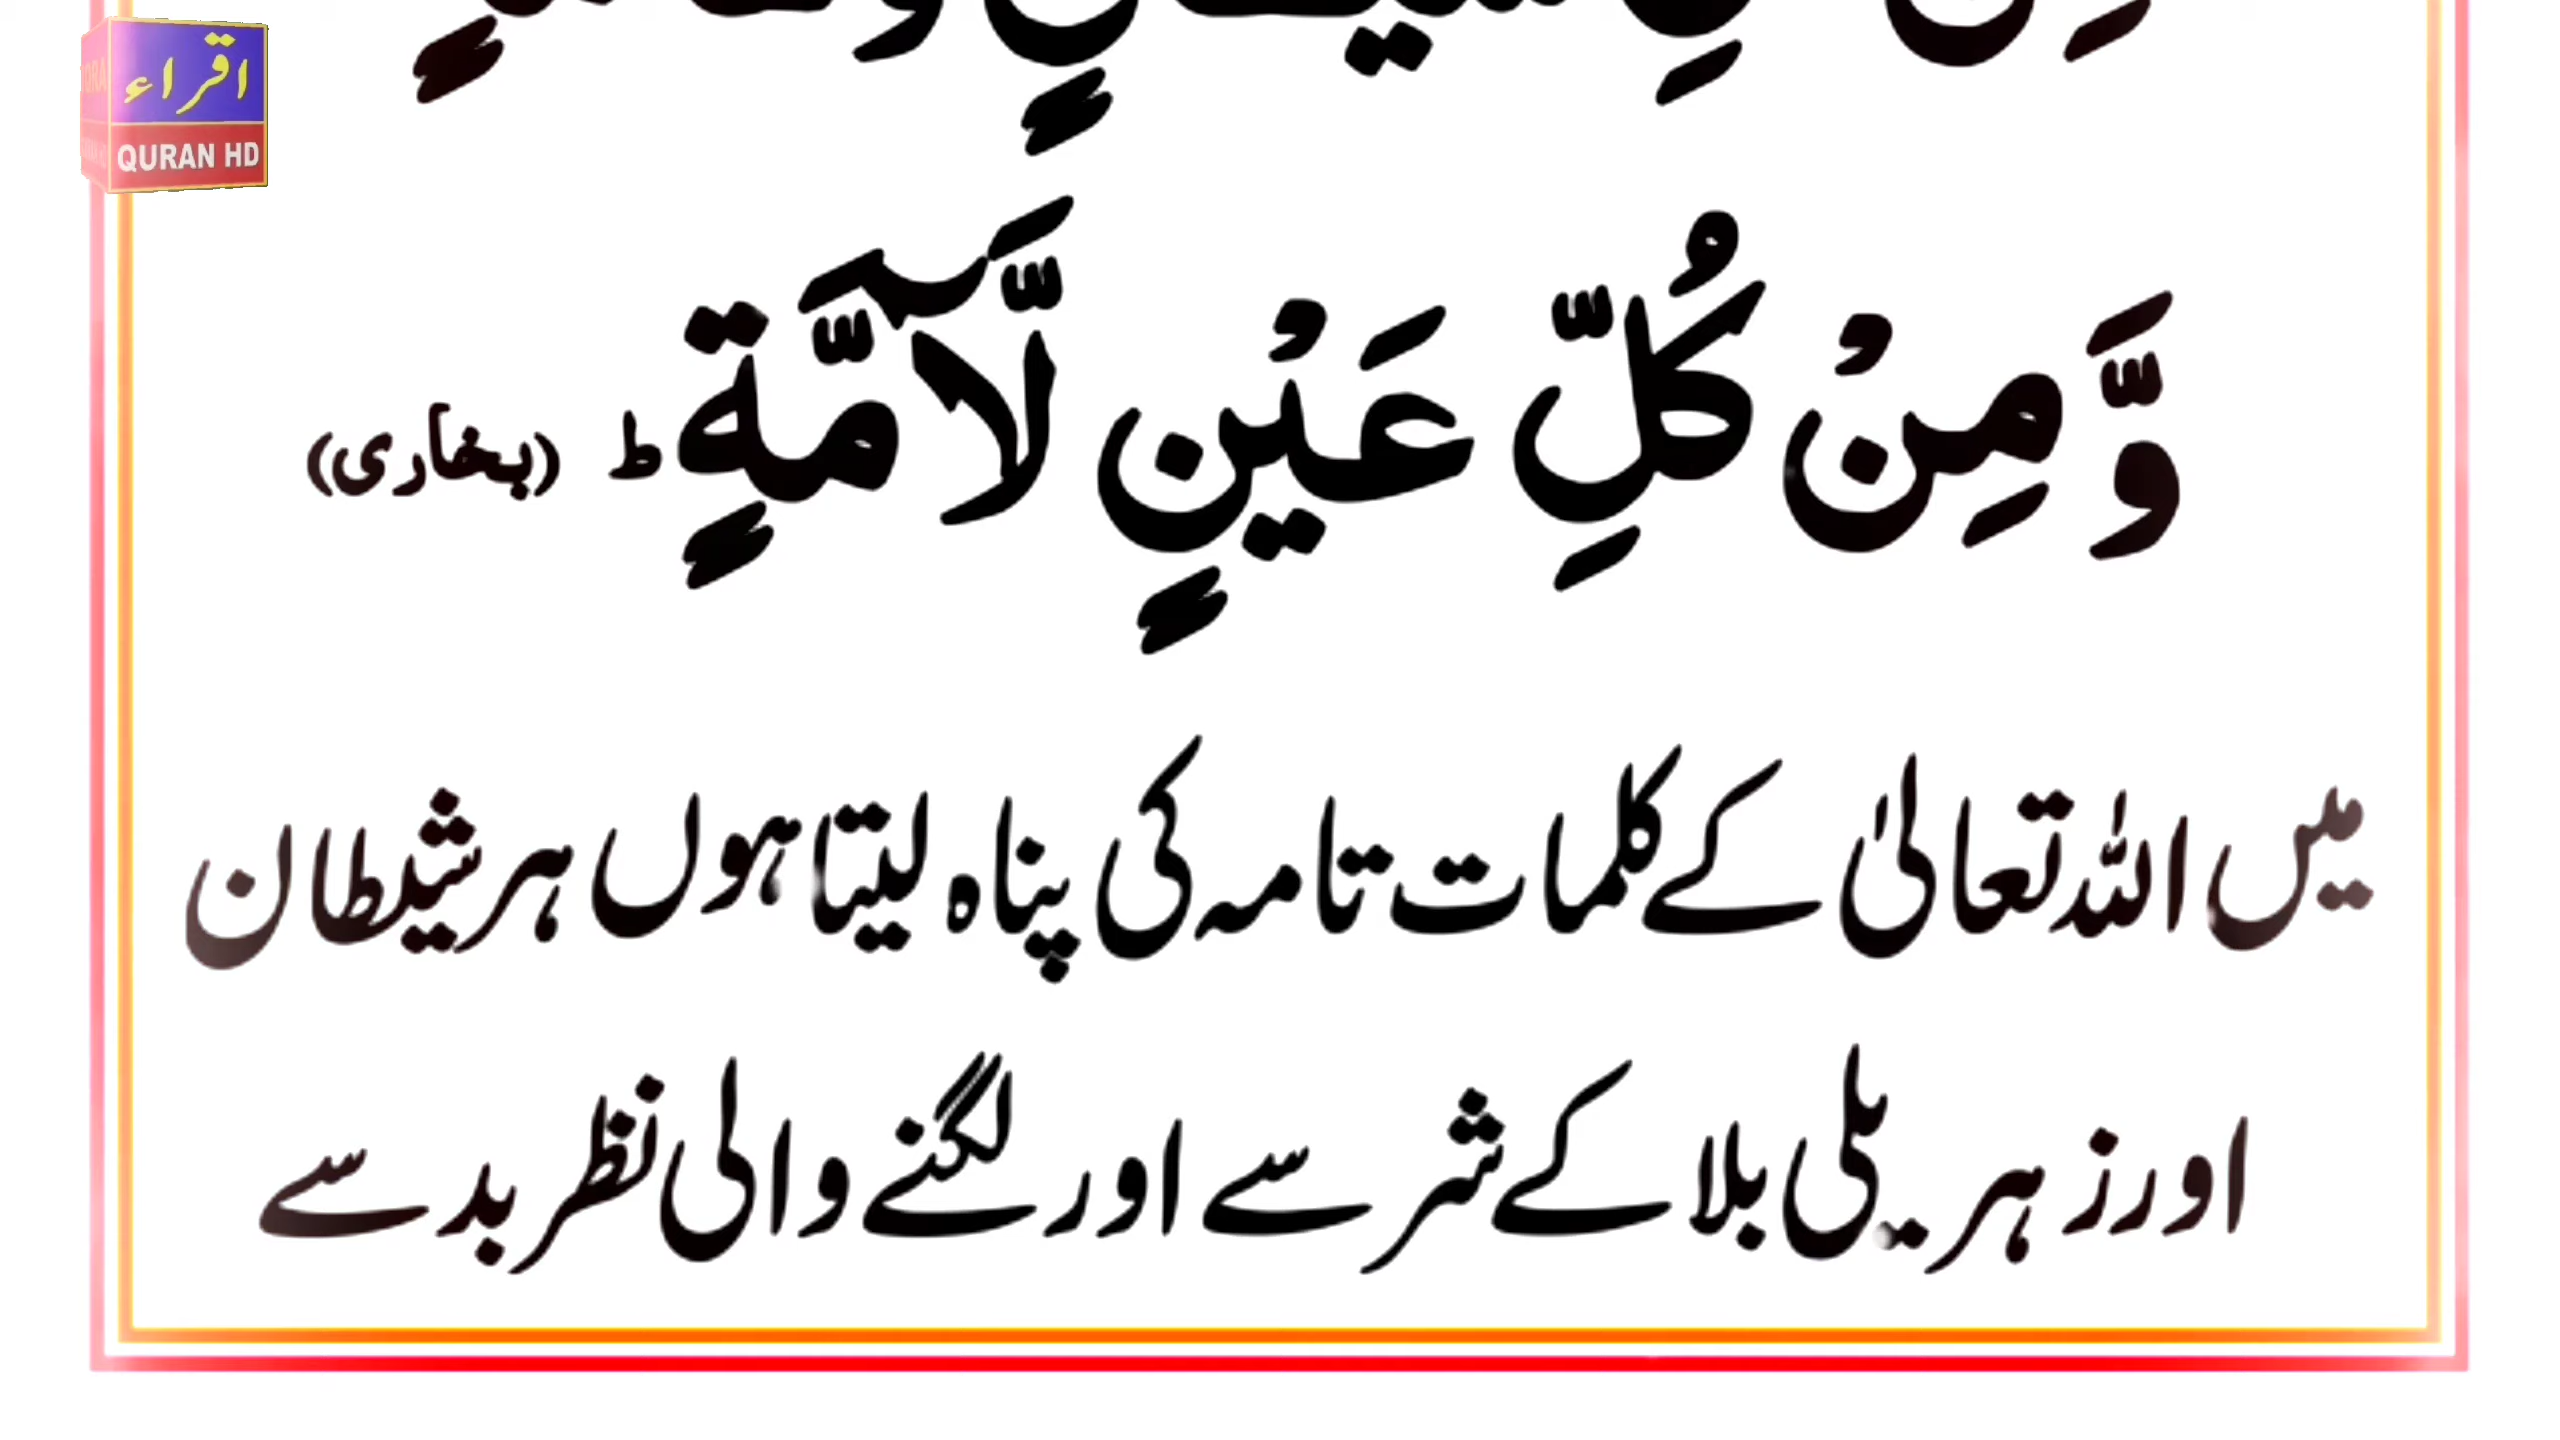 اقراء
QURAN HD
وَّمِنْ كُلِّ عَيْنٍ لَّآمَّةٍ ط (بخاری)
میں اللہ تعالیٰ کے کلمات تامہ کی پناہ لیتا ہوں ہر شیطان
اور زہریلی بلا کے شر سے اور لگنے والی نظر بد سے